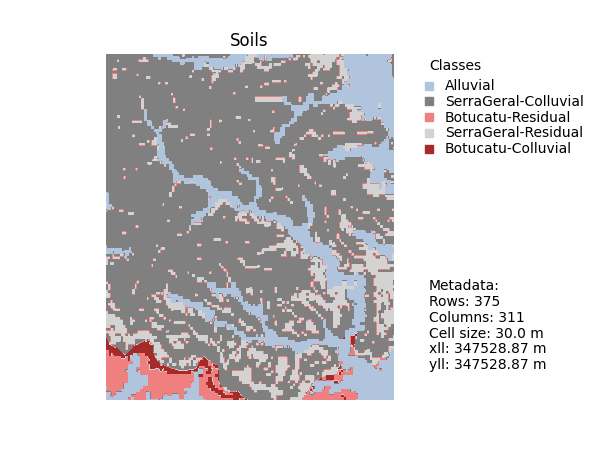 Soils
Classes
Alluvial
SerraGeral-Colluvial
Botucatu-Residual
SerraGeral-Residual
Botucatu-Colluvial
Metadata:
Rows: 375
Columns: 311
Cell size: 30.0 m
xll: 347528.87 m
yll: 347528.87 m